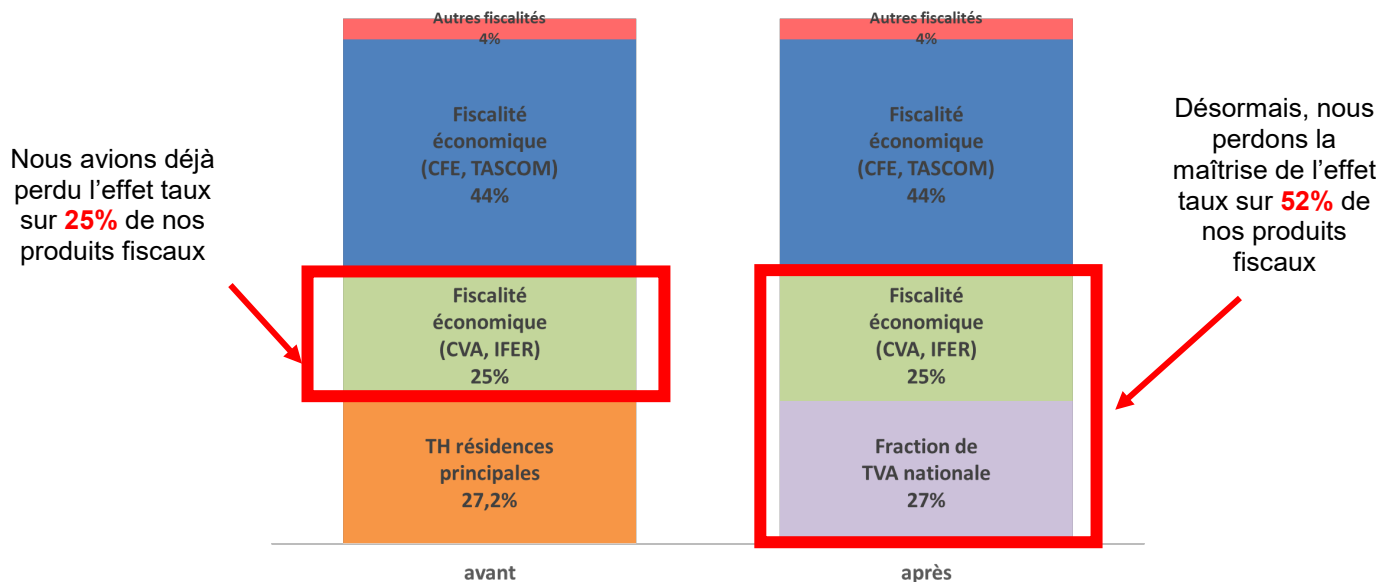 Nous avions déjà
perdu l'effet taux
sur 25% de nos
produits fiscaux
Autres fiscalités
4%
Fiscalité
économique
(CFE, TASCOM)
44%
Fiscalité
économique
(CVA, IFER)
25%
TH résidences
principales
27,2%
avant
Autres fiscalités
4%
Fiscalité
économique
(CFE, TASCOM)
44%
Fiscalité
économique
(CVA, IFER)
25%
Fraction de
TVA nationale
27%
après
Désormais, nous
perdons la
maîtrise de l'effet
taux sur 52% de
nos produits
fiscaux